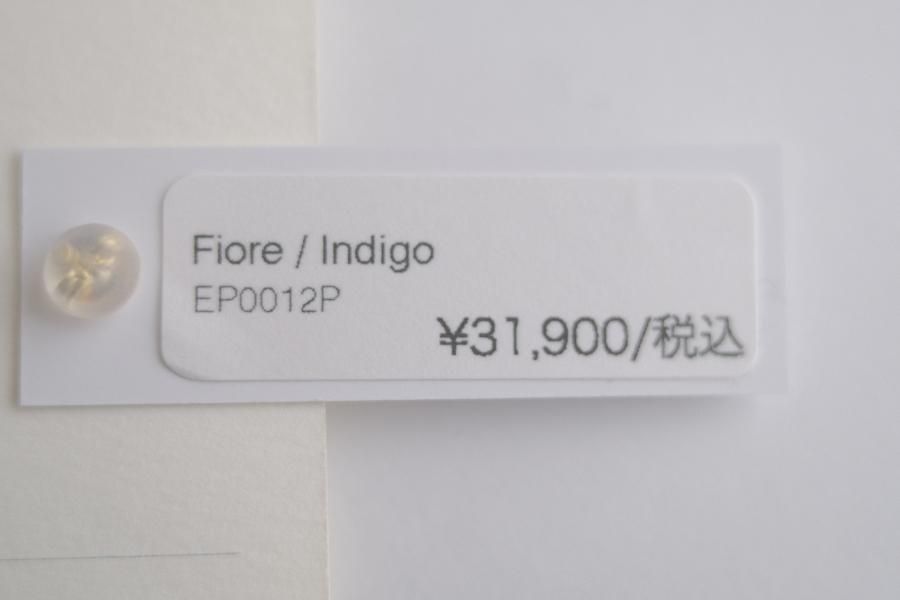 Fiore / Indigo
EP0012P
¥31,900/税込